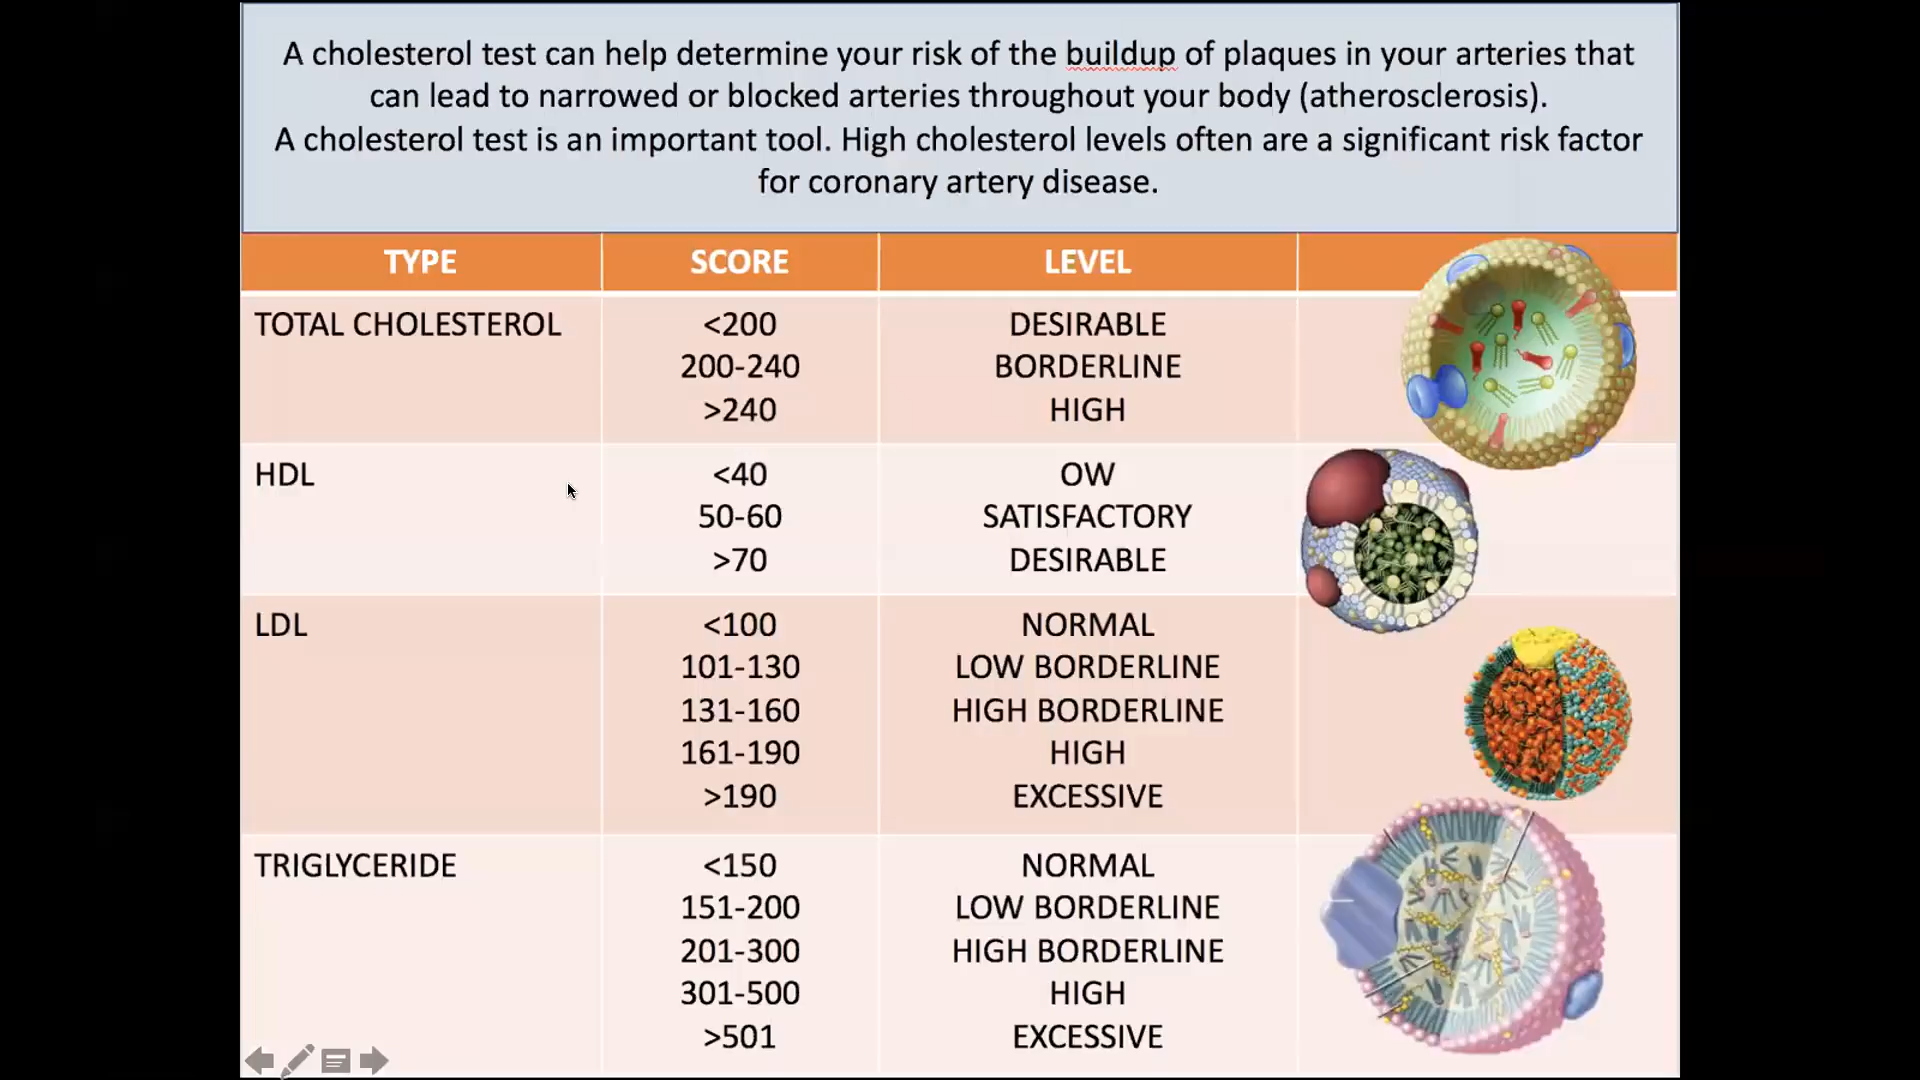 A cholesterol test can help determine your risk of the buildup of plaques in your arteries that
can lead to narrowed or blocked arteries throughout your body (atherosclerosis).
A cholesterol test is an important tool. High cholesterol levels often are a significant risk factor
for coronary artery disease.
TYPE SCORE LEVEL
TOTAL CHOLESTEROL <200 DESIRABLE
200-240 BORDERLINE
>240 HIGH
HDL <40 OW
50-60 SATISFACTORY
>70 DESIRABLE
LDL <100 NORMAL
101-130 LOW BORDERLINE
131-160 HIGH BORDERLINE
161-190 HIGH
>190 EXCESSIVE
TRIGLYCERIDE <150 NORMAL
151-200 LOW BORDERLINE
201-300 HIGH BORDERLINE
301-500 HIGH
>501 EXCESSIVE